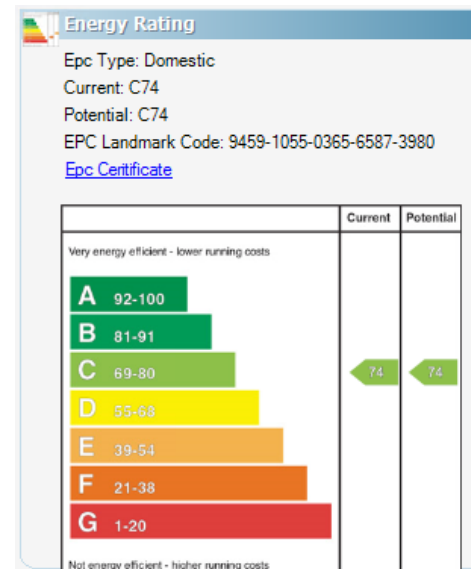 Energy Rating
Epc Type: Domestic
Current: C74
Potential: C74
EPC Landmark Code: 9459-1055-0365-6587-3980
Epc Ceritificate
Current Potential
Very energy efficient - lower running costs
A 92-100
B 81-91
C 69-80 74 74
D 55-68
E 39-54
F 21-38
G 1-20
Not energy efficient - higher running costs